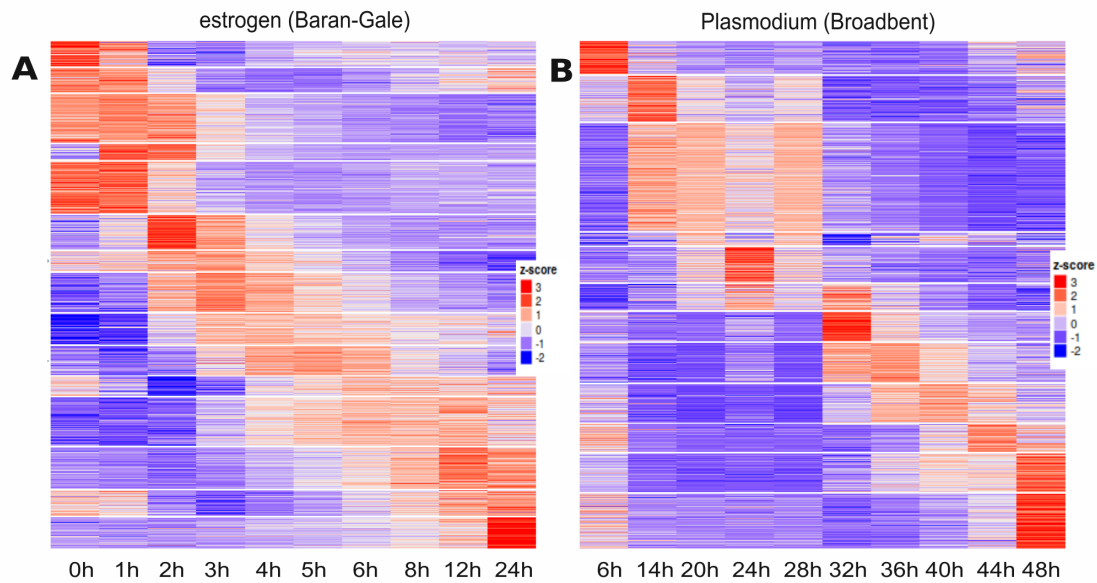 estrogen (Baran-Gale)
Plasmodium (Broadbent)
A
B
z-score
3
2
1
0
-1
-2
z-score
3
2
1
0
-1
-2
0h 1h 2h 3h 4h 5h 6h 8h 12h 24h
6h 14h 20h 24h 28h 32h 36h 40h 44h 48h